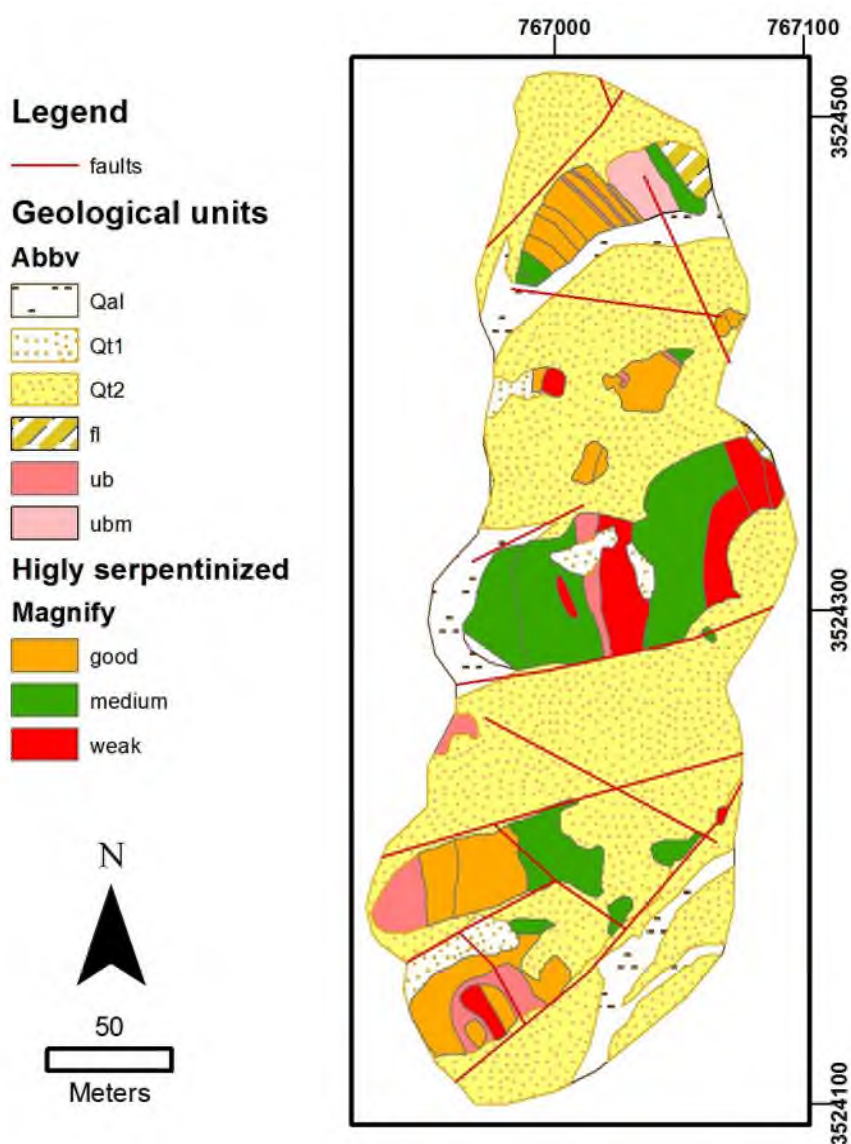 767000 767100
Legend
faults
Geological units
Abbv
Qal
Qt1
Qt2
fl
ub
ubm
Higly serpentinized
Magnify
good
medium
weak
N
50
Meters
3524500
3524300
3524100